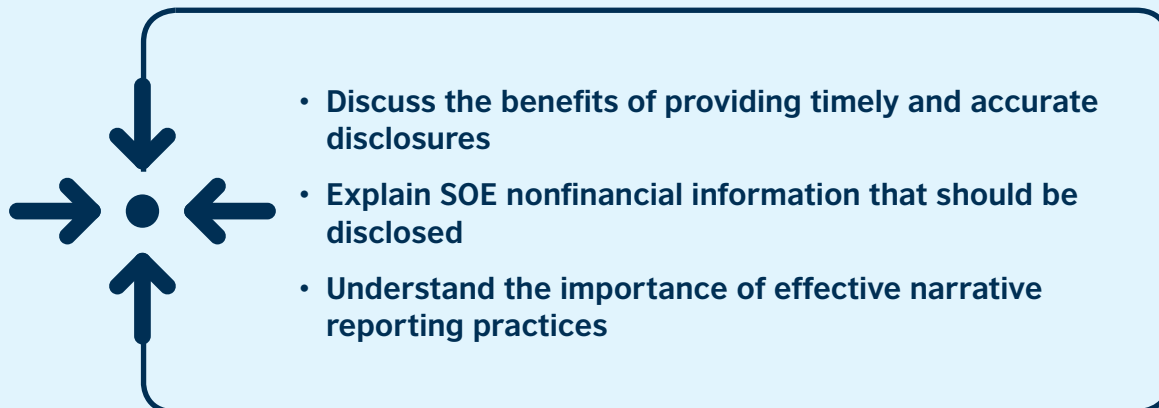 • Discuss the benefits of providing timely and accurate
disclosures
• Explain SOE nonfinancial information that should be
disclosed
• Understand the importance of effective narrative
reporting practices